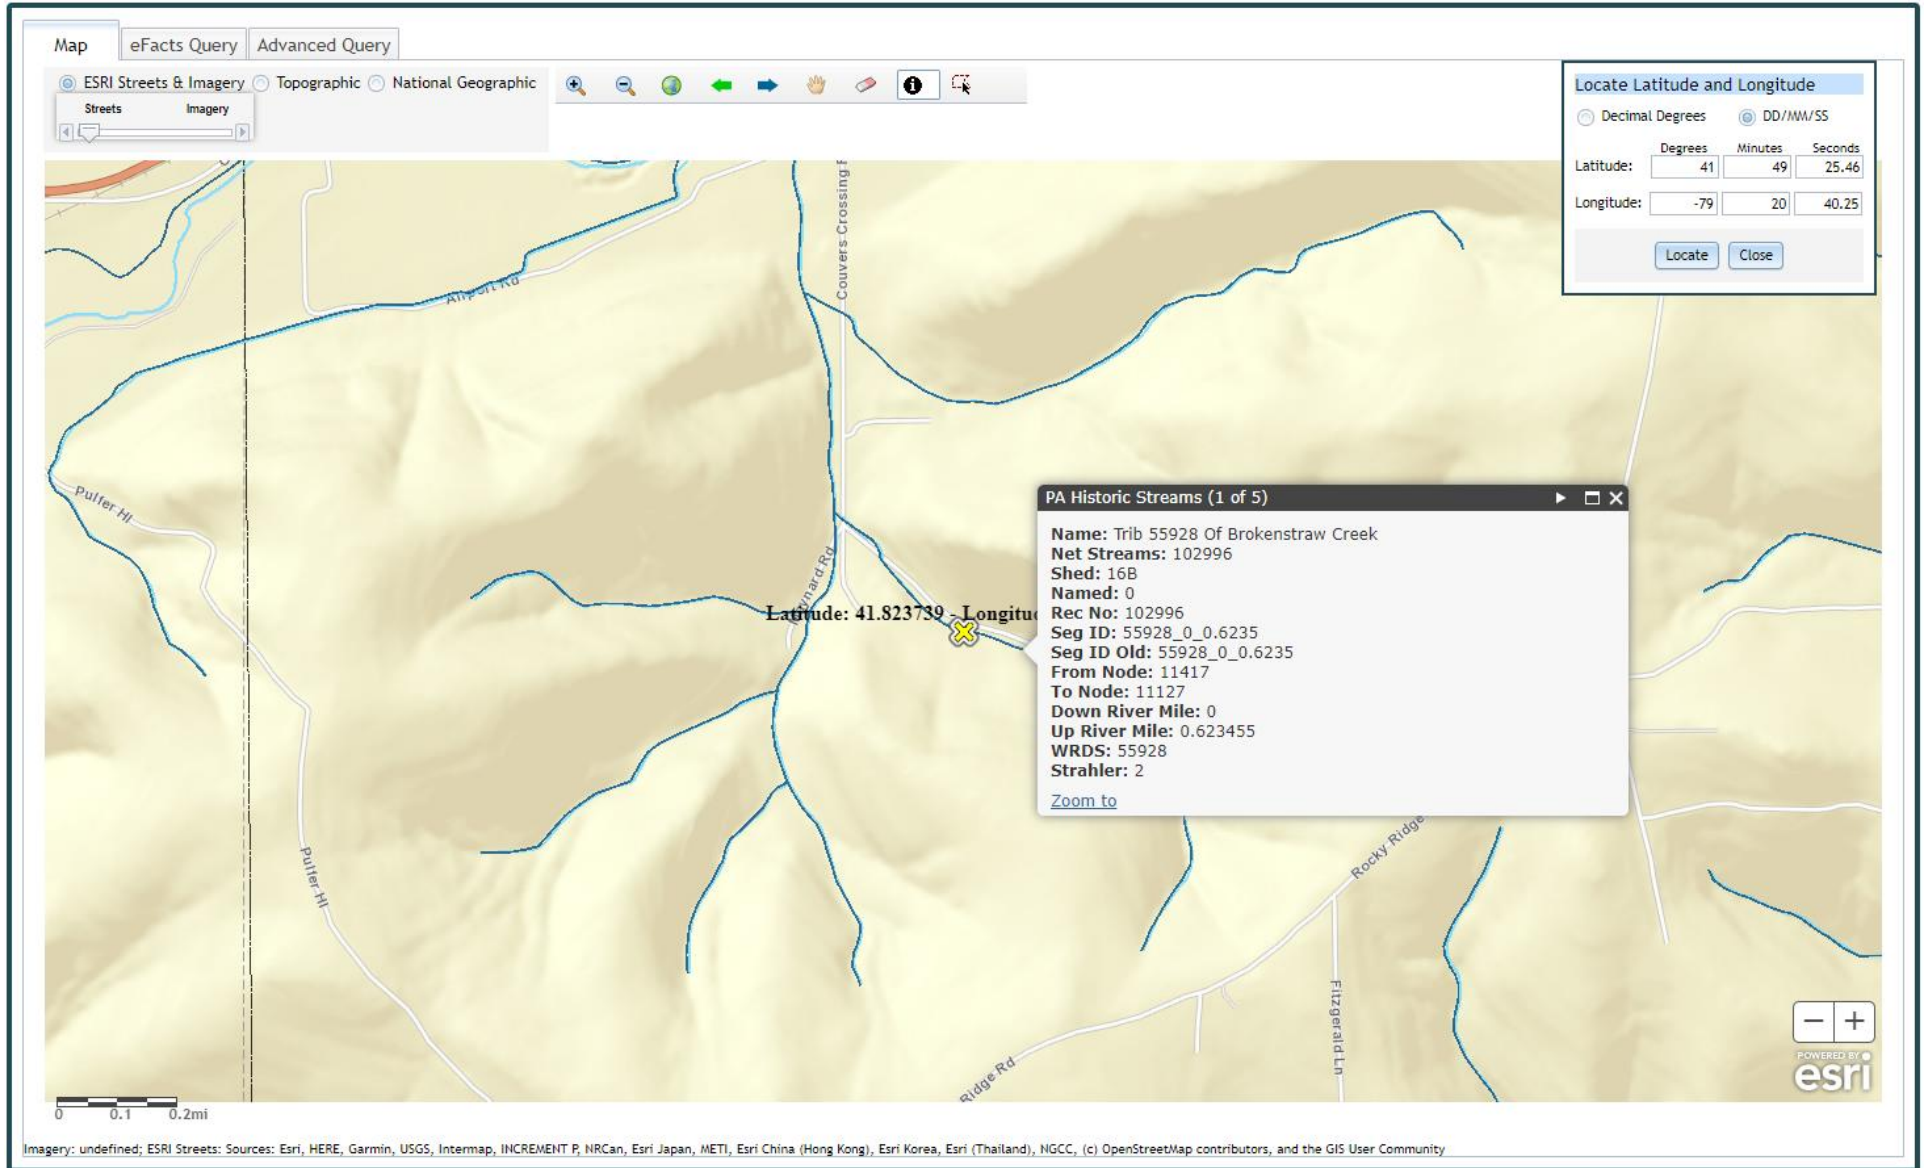 Map eFacts Query Advanced Query
ESRI Streets & Imagery Topographic National Geographic
Streets Imagery
Locate Latitude and Longitude
Decimal Degrees DD/MM/SS
Degrees Minutes Seconds
Latitude: 41 49 25.46
Longitude: -79 20 40.25
Locate Close
Couvers Crossing R
Airport Rd
Pulfer Hl
Maynard Rd
Latitude: 41.823739 - Longitud
PA Historic Streams (1 of 5)
Name: Trib 55928 Of Brokenstraw Creek
Net Streams: 102996
Shed: 16B
Named: 0
Rec No: 102996
Seg ID: 55928_0_0.6235
Seg ID Old: 55928_0_0.6235
From Node: 11417
To Node: 11127
Down River Mile: 0
Up River Mile: 0.623455
WRDS: 55928
Strahler: 2
Zoom to
Pulfer Hl
Rocky Ridge
Fitzgerald Ln
Ridge Rd
POWERED BY
esri
0 0.1 0.2mi
Imagery: undefined; ESRI Streets: Sources: Esri, HERE, Garmin, USGS, Intermap, INCREMENT P, NRCan, Esri Japan, METI, Esri China (Hong Kong), Esri Korea, Esri (Thailand), NGCC, (c) OpenStreetMap contributors, and the GIS User Community